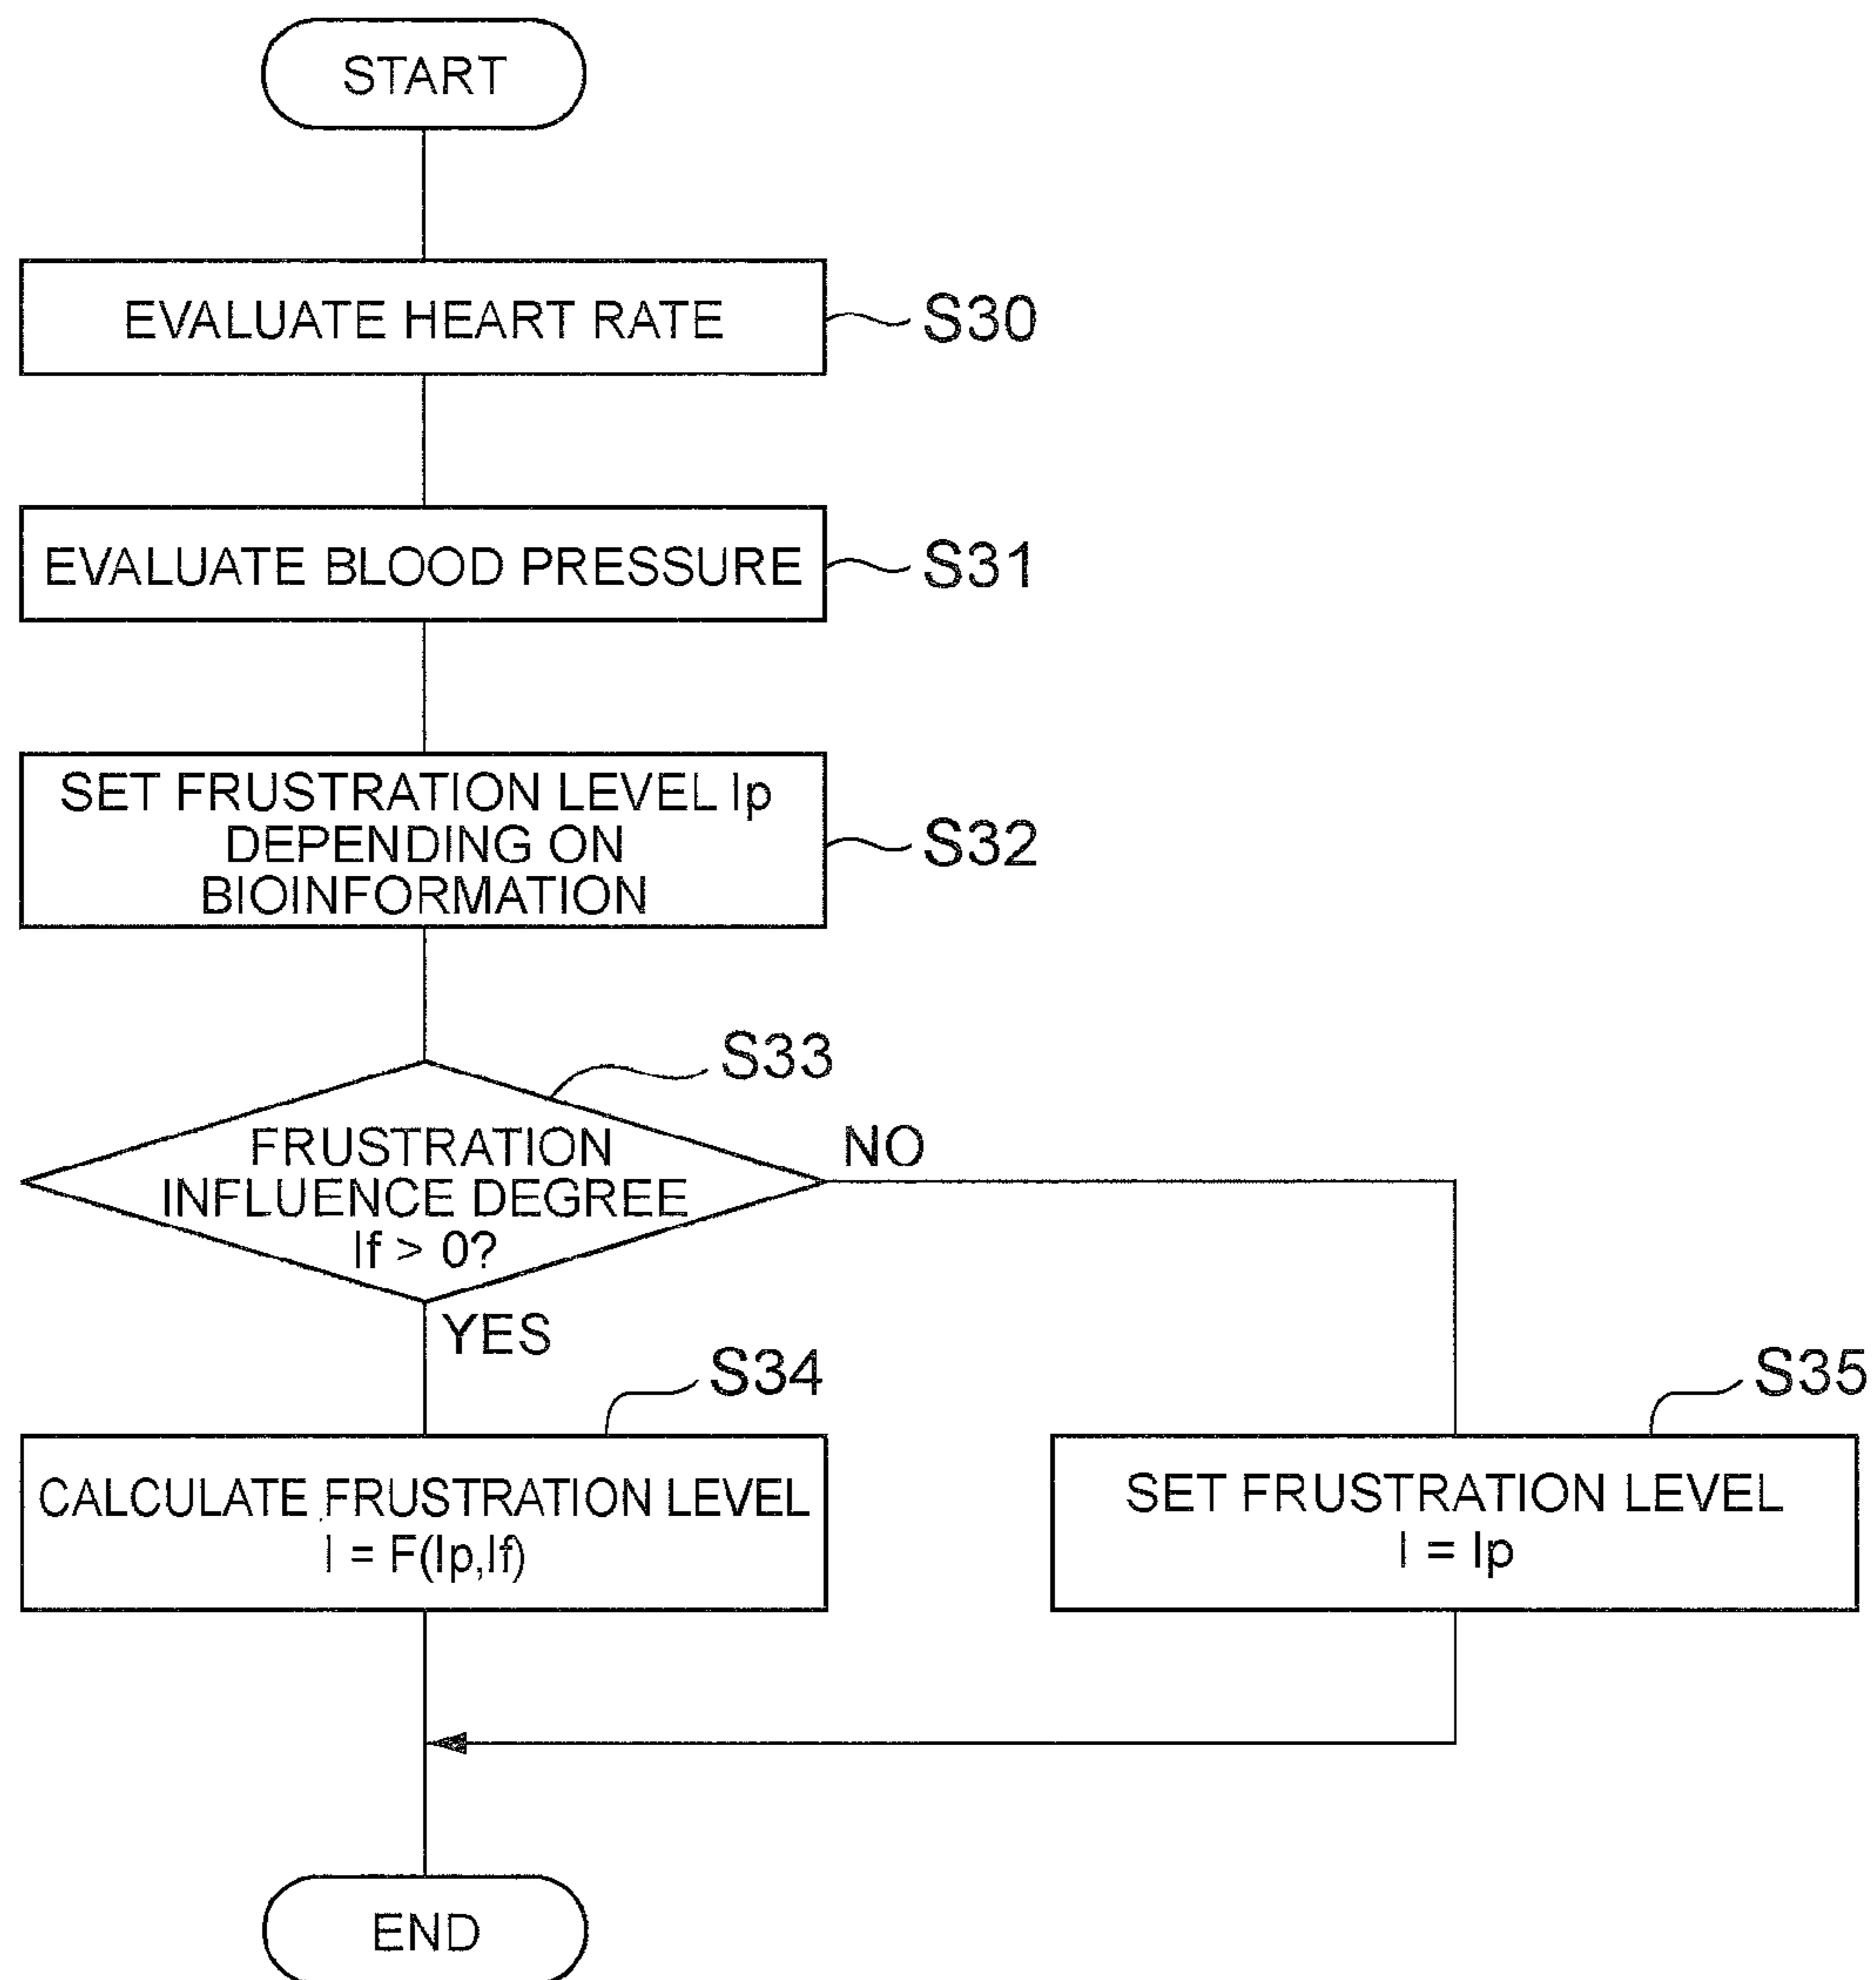 START
EVALUATE HEART RATE
S30
EVALUATE BLOOD PRESSURE
S31
SET FRUSTRATION LEVEL Ip
DEPENDING ON
BIOINFORMATION
S32
S33
FRUSTRATION
INFLUENCE DEGREE
If > 0?
NO
YES
S34
CALCULATE FRUSTRATION LEVEL
I = F(Ip,If)
S35
SET FRUSTRATION LEVEL
I = Ip
END